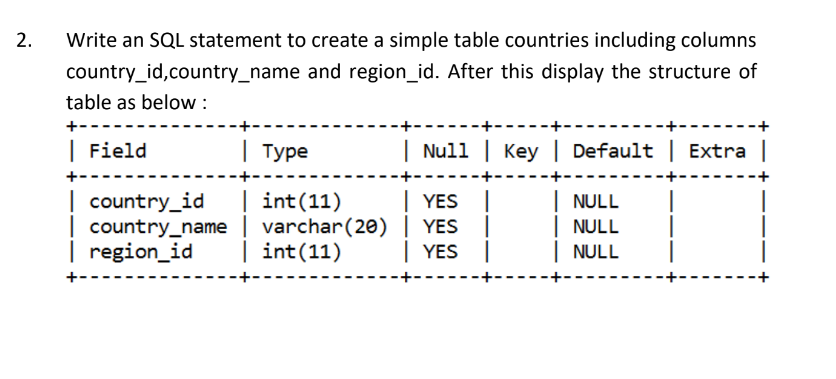 2. Write an SQL statement to create a simple table countries including columns
country_id,country_name and region_id. After this display the structure of
table as below :
+--------------+-------------+------+-----+---------+-------+
| Field        | Type        | Null | Key | Default | Extra |
+--------------+-------------+------+-----+---------+-------+
| country_id   | int(11)     | YES  |     | NULL    |       |
| country_name | varchar(20) | YES  |     | NULL    |       |
| region_id    | int(11)     | YES  |     | NULL    |       |
+--------------+-------------+------+-----+---------+-------+